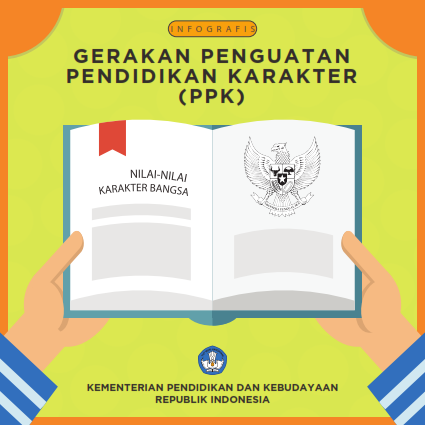 INFOGRAFIS
GERAKAN PENGUATAN
PENDIDIKAN KARAKTER
(PPK)
NILAI-NILAI
KARAKTER BANGSA
KEMENTERIAN PENDIDIKAN DAN KEBUDAYAAN
REPUBLIK INDONESIA